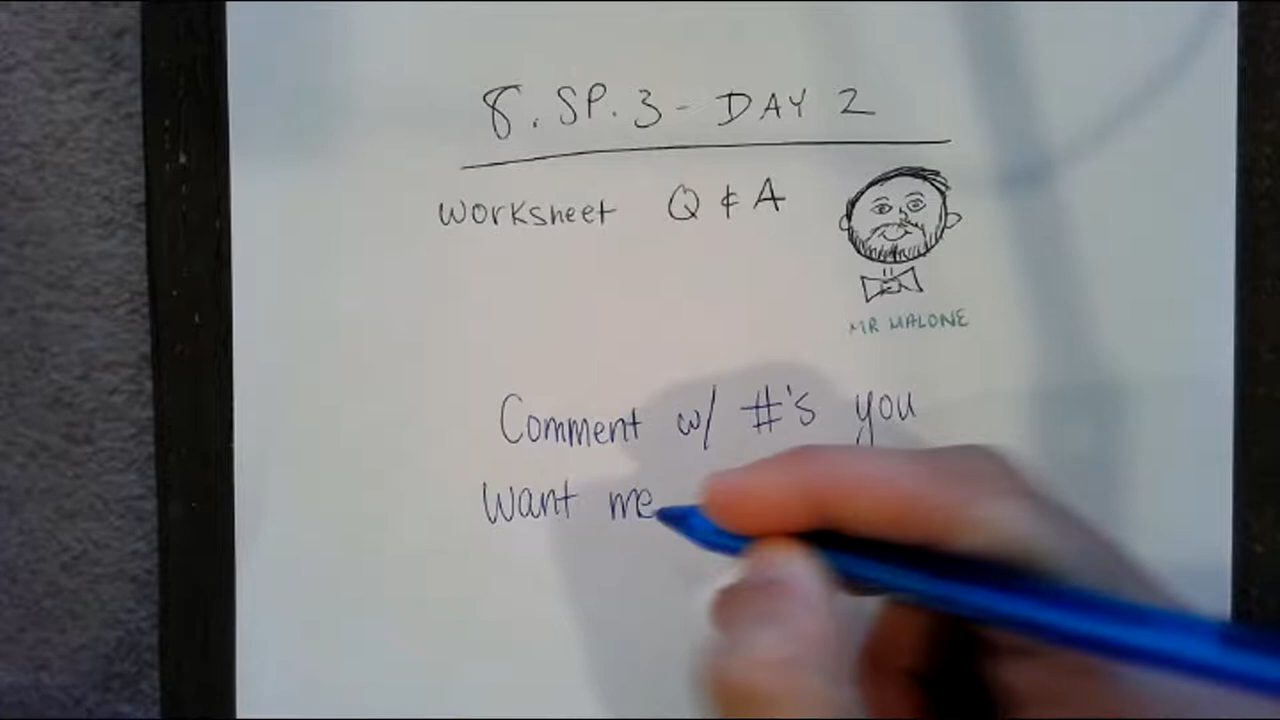 8.SP.3 - DAY 2
Worksheet Q & A
MR MALONE
Comment w/ #'s you
Want me